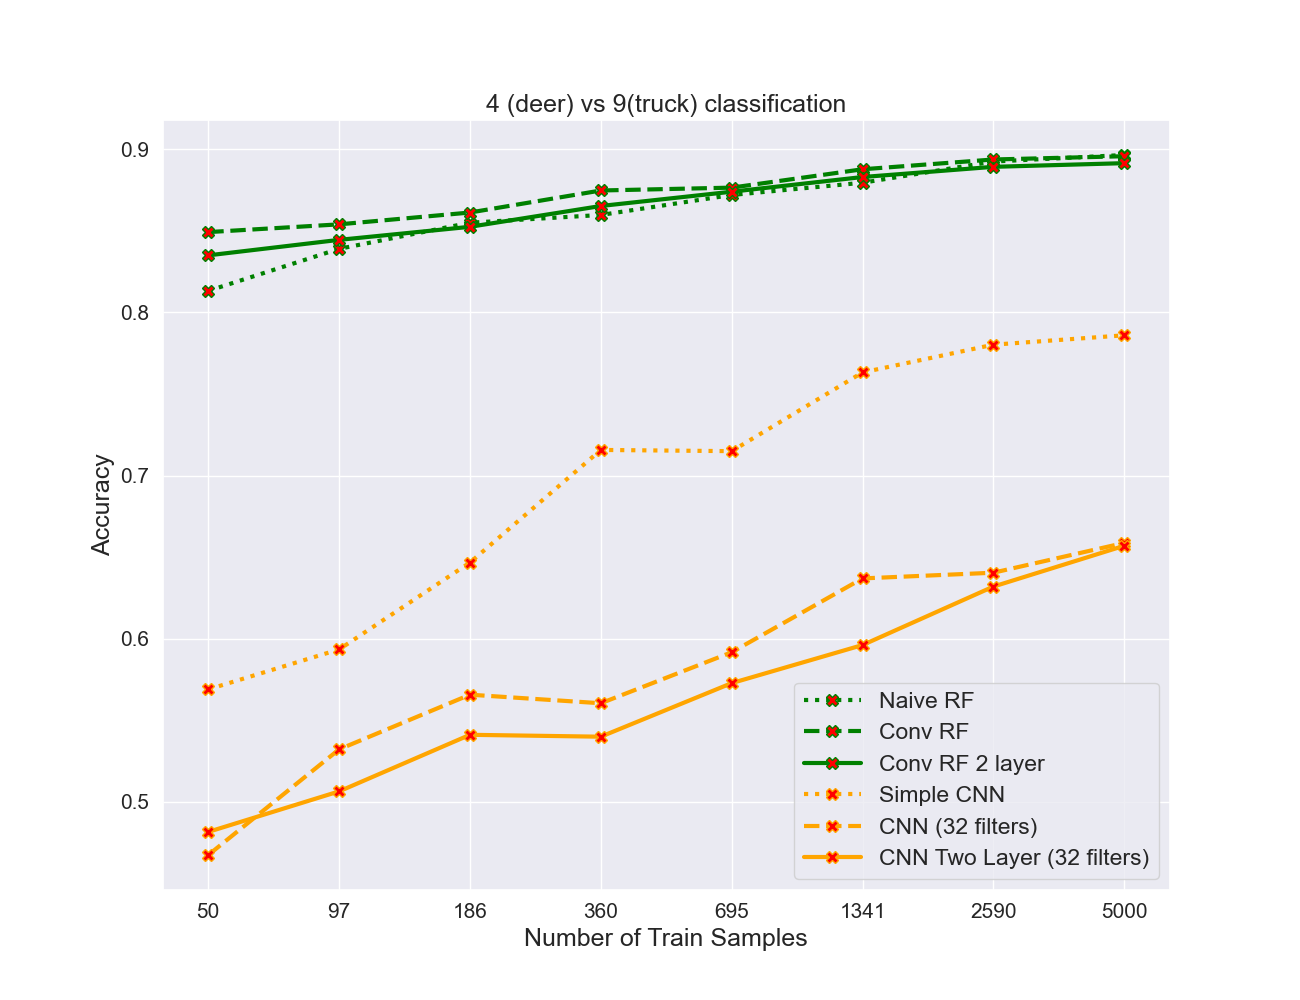 4 (deer) vs 9(truck) classification
0.9
0.8
0.7
0.6
0.5
Accuracy
Naive RF
Conv RF
Conv RF 2 layer
Simple CNN
CNN (32 filters)
CNN Two Layer (32 filters)
50 97 186 360 695 1341 2590 5000
Number of Train Samples